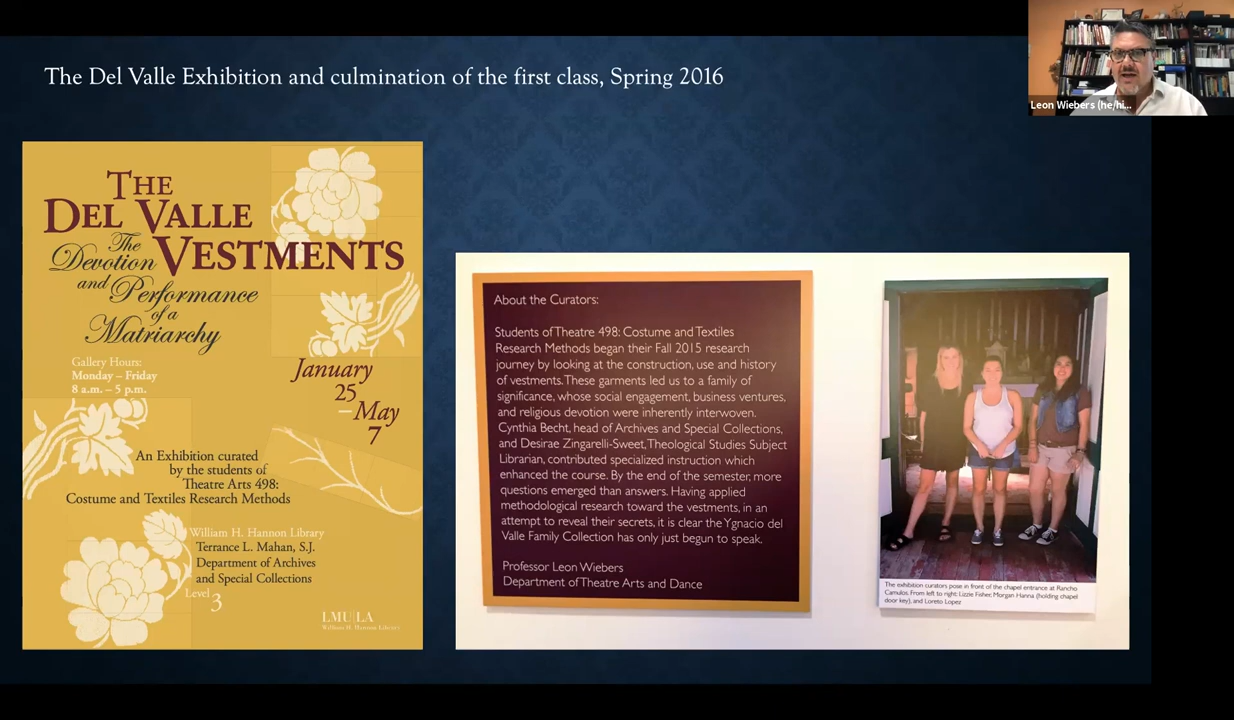 The Del Valle Exhibition and culmination of the first class, Spring 2016
Leon Wiebers (he/hi...
THE
DEL VALLE
VESTMENTS
The
Devotion
and Performance
of a
Matriarchy
Gallery Hours:
Monday – Friday
8 a.m. – 5 p.m.
January
25
–May
7
An Exhibition curated
by the students of
Theatre Arts 498:
Costume and Textiles Research Methods
William H. Hannon Library
Terrance L. Mahan, S.J.
Department of Archives
and Special Collections
Level 3
LMU|LA
William H. Hannon Library
About the Curators:
Students of Theatre 498: Costume and Textiles
Research Methods began their Fall 2015 research
journey by looking at the construction, use and history
of vestments. These garments led us to a family of
significance, whose social engagement, business ventures,
and religious devotion were inherently interwoven.
Cynthia Becht, head of Archives and Special Collections,
and Desirae Zingarelli-Sweet, Theological Studies Subject
Librarian, contributed specialized instruction which
enhanced the course. By the end of the semester, more
questions emerged than answers. Having applied
methodological research toward the vestments, in an
attempt to reveal their secrets, it is clear the Ygnacio del
Valle Family Collection has only just begun to speak.
Professor Leon Wiebers
Department of Theatre Arts and Dance
The exhibition curators pose in front of the chapel entrance at Rancho
Camulos. From left to right: Lizzie Fisher, Morgan Hanna (holding chapel
door key), and Loreto Lopez